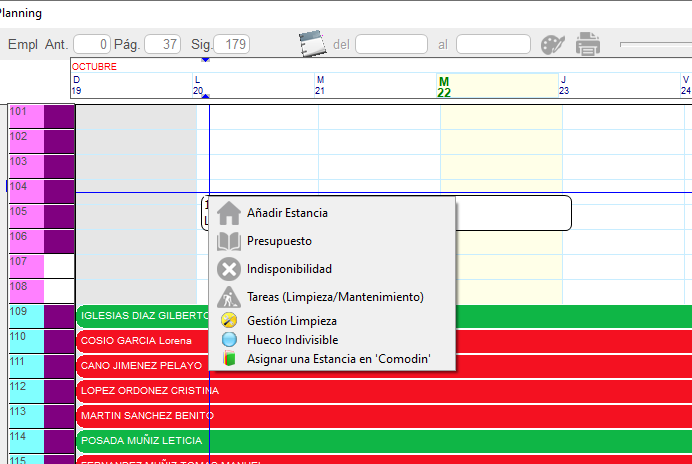 Planning
Empl Ant. 0 Pág. 37 Sig. 179 del al
OCTUBRE
D L M M J V
19 20 21 22 23 24
101
102
103
104
105
106
107
108
109 IGLESIAS DIAZ GILBERTO
110 COSIO GARCIA Lorena
111 CANO JIMENEZ PELAYO
112 LOPEZ ORDONEZ CRISTINA
113 MARTIN SANCHEZ BENITO
114 POSADA MUÑIZ LETICIA
115 FERNANDEZ MUÑIZ TOMAS MANUEL
Añadir Estancia
Presupuesto
Indisponibilidad
Tareas (Limpieza/Mantenimiento)
Gestión Limpieza
Hueco Indivisible
Asignar una Estancia en 'Comodin'